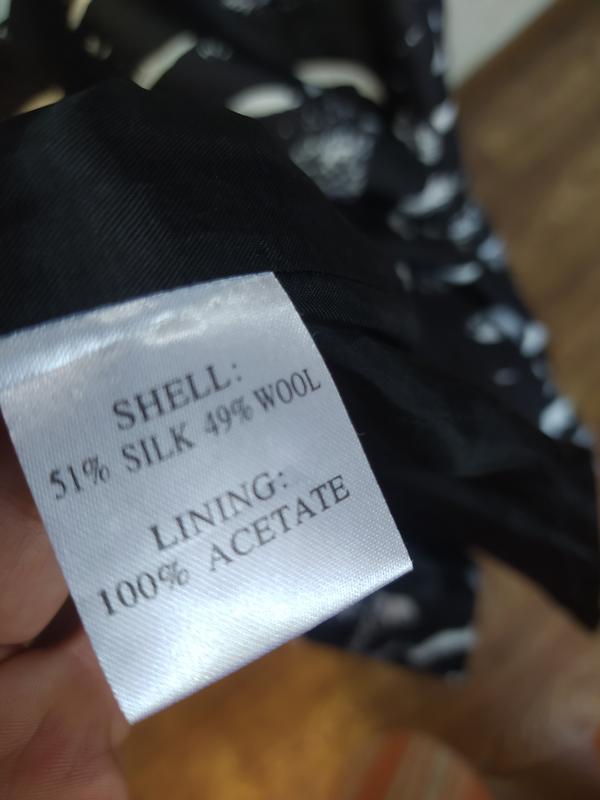 SHELL:
51% SILK 49% WOOL
LINING:
100% ACETATE